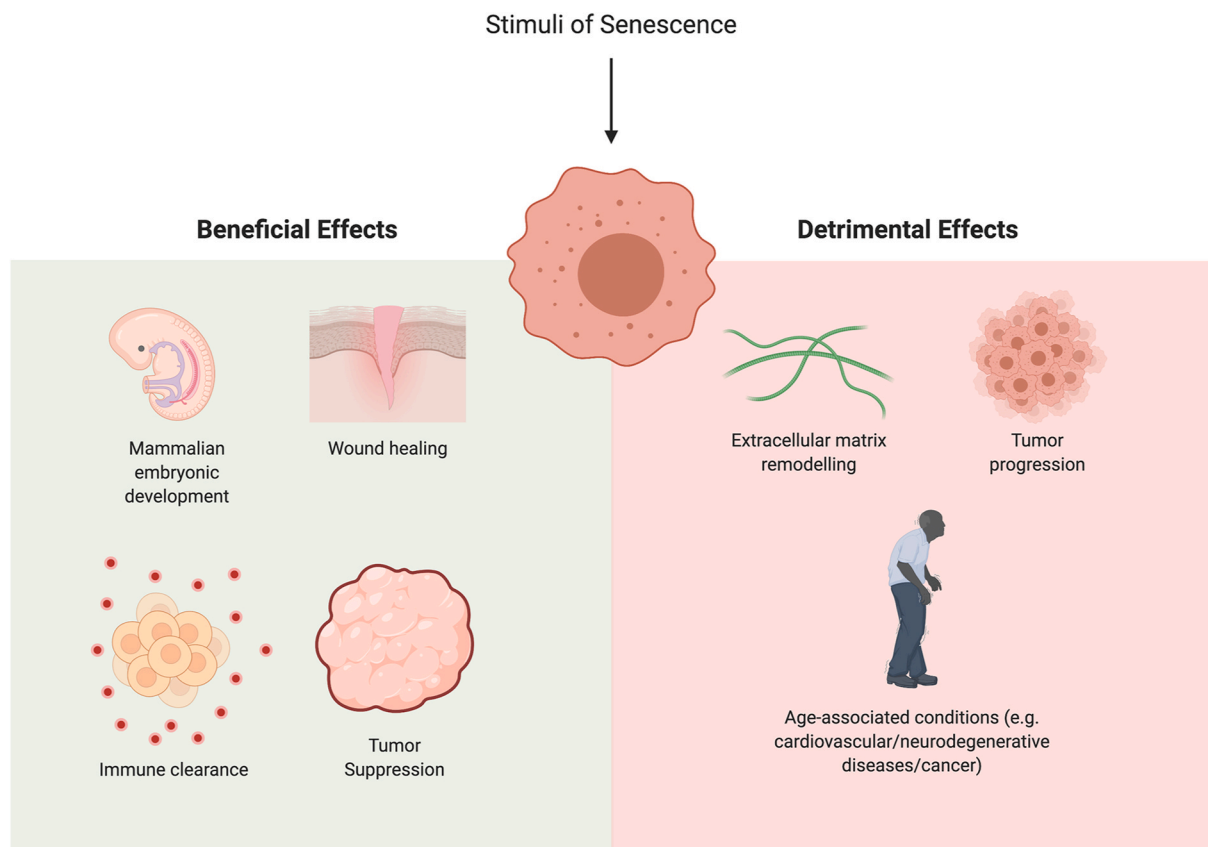 Stimuli of Senescence
Beneficial Effects
Detrimental Effects
Mammalian
embryonic
development
Wound healing
Extracellular matrix
remodelling
Tumor
progression
Immune clearance
Tumor
Suppression
Age-associated conditions (e.g.
cardiovascular/neurodegenerative
diseases/cancer)